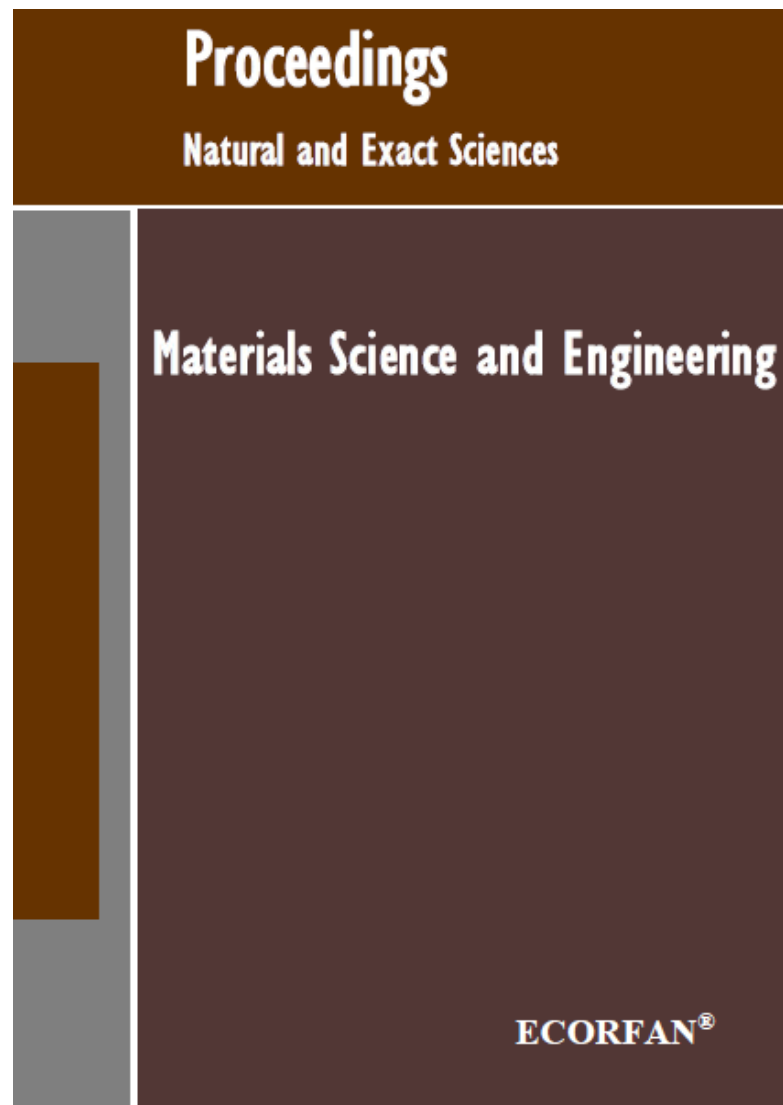 Proceedings
Natural and Exact Sciences
Materials Science and Engineering
ECORFAN®